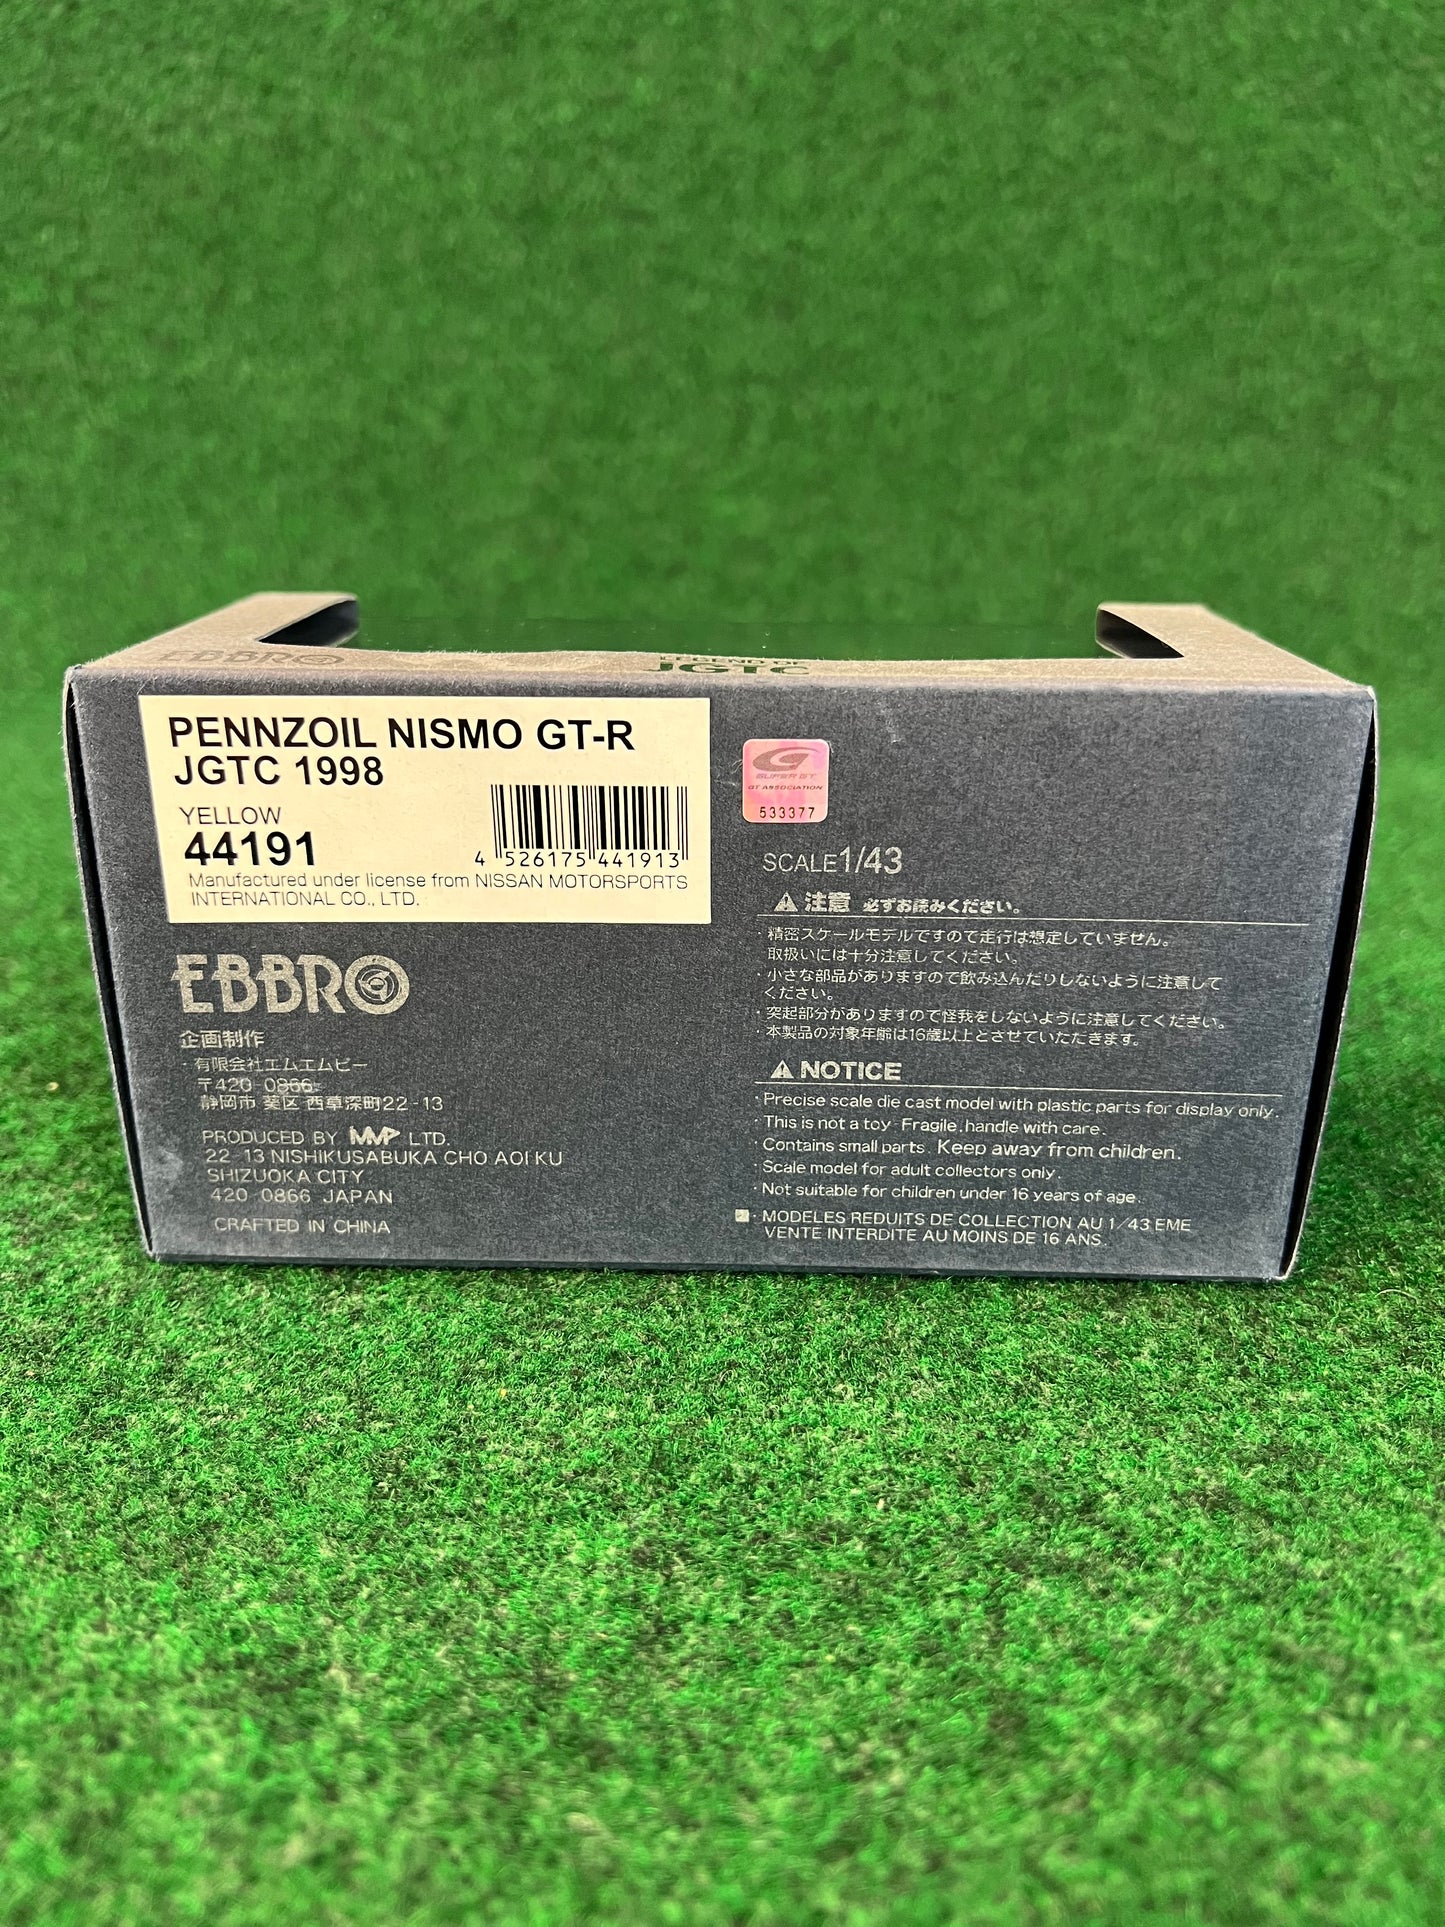 EBBRO
LEGEND OF
JGTC
PENNZOIL NISMO GT-R
JGTC 1998
YELLOW
44191
4 526175 441913
Manufactured under license from NISSAN MOTORSPORTS
INTERNATIONAL CO., LTD.
EBBRO
企画制作
有限会社エムエムピー
〒420-0866
静岡市 葵区 西草深町22-13
PRODUCED BY MMP LTD.
22-13 NISHIKUSABUKA CHO AOI KU
SHIZUOKA CITY
420-0866 JAPAN
CRAFTED IN CHINA
SUPER GT
GT ASSOCIATION
533377
SCALE1/43
⚠ 注意 必ずお読みください。
・精密スケールモデルですので走行は想定していません。
取扱いには十分注意してください。
・小さな部品がありますので飲み込んだりしないように注意して
ください。
・突起部分がありますので怪我をしないように注意してください。
・本製品の対象年齢は16歳以上とさせていただきます。
⚠ NOTICE
・Precise scale die cast model with plastic parts for display only.
・This is not a toy. Fragile, handle with care.
・Contains small parts. Keep away from children.
・Scale model for adult collectors only.
・Not suitable for children under 16 years of age.
・MODELES REDUITS DE COLLECTION AU 1/43 EME
VENTE INTERDITE AU MOINS DE 16 ANS.